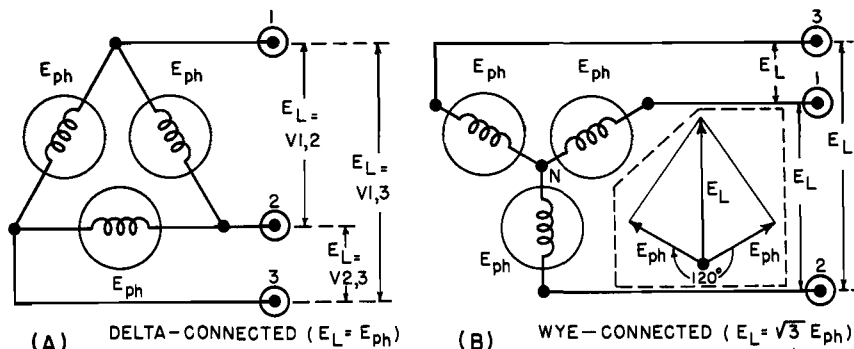 1
E_ph
E_ph
E_L=
V1,2
E_L=
V1,3
2
E_L=
V2,3
E_ph
3
(A) DELTA-CONNECTED (E_L = E_ph)
3
E_ph
E_ph
E_L
1
N
E_L
E_L
E_L
E_ph
E_ph
E_ph
120°
2
(B) WYE-CONNECTED (E_L = √3 E_ph)